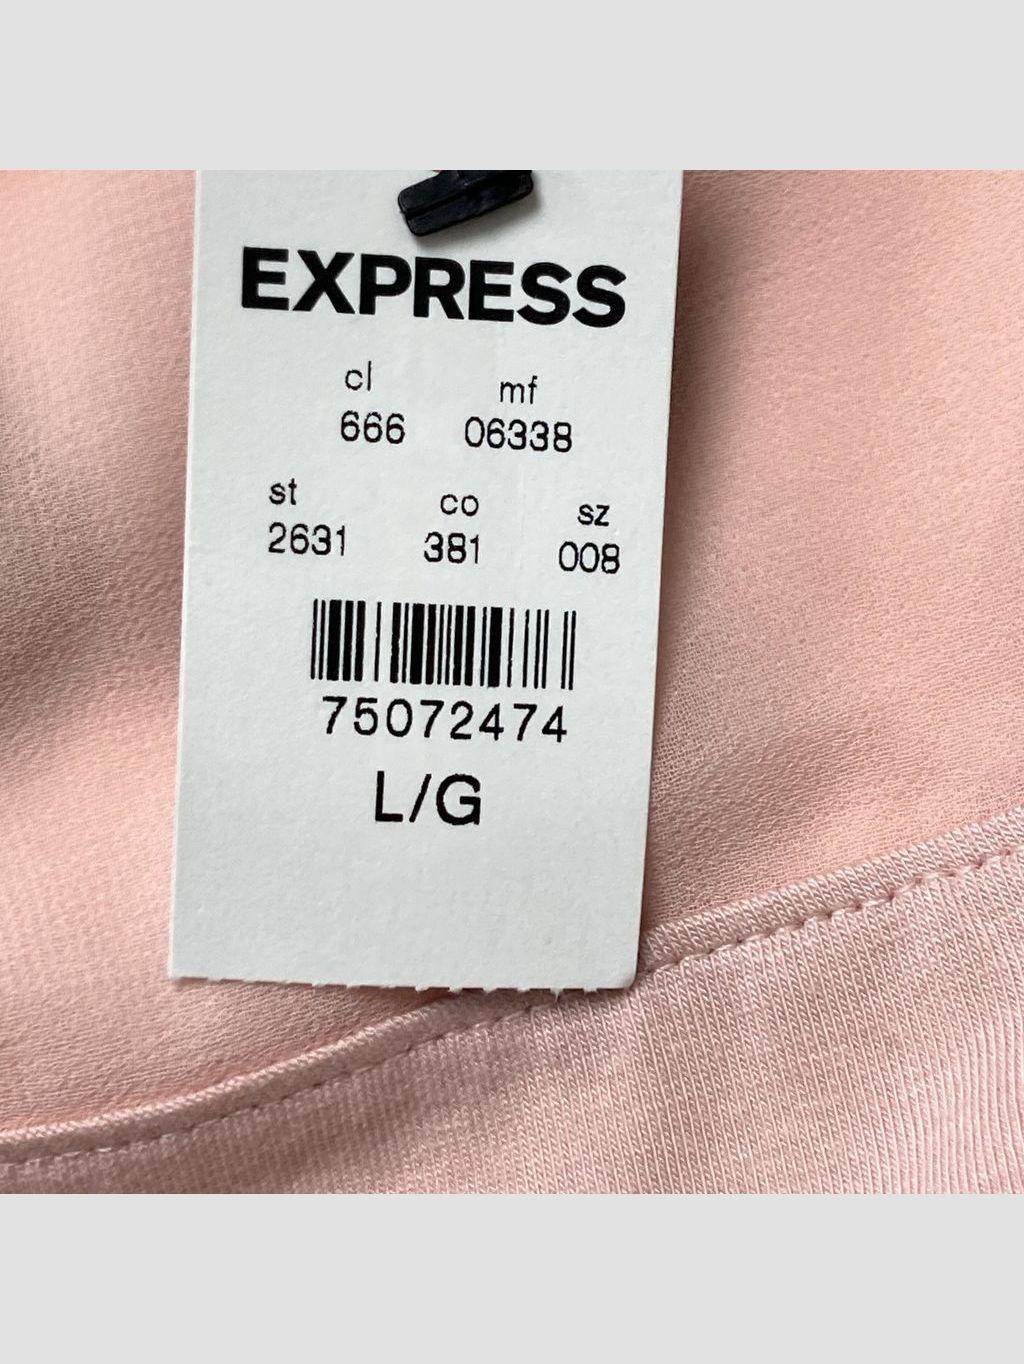 EXPRESS
cl mf
666 06338
st co sz
2631 381 008
75072474
L/G